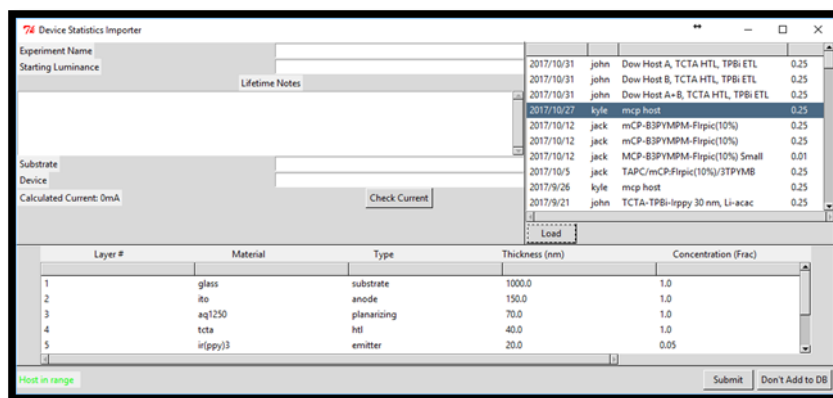 Device Statistics Importer
Experiment Name
Starting Luminance
Lifetime Notes
Substrate
Device
Calculated Current: 0mA
Check Current
2017/10/31 john Dow Host A, TCTA HTL, TPBi ETL 0.25
2017/10/31 john Dow Host B, TCTA HTL, TPBi ETL 0.25
2017/10/31 john Dow Host A+B, TCTA HTL, TPBi ETL 0.25
2017/10/27 kyle mcp host 0.25
2017/10/12 jack mCP-B3PYMPM-FIrpic(10%) 0.25
2017/10/12 jack mCP-B3PYMPM-FIrpic(10%) 0.25
2017/10/12 jack MCP-B3PYMPM-FIrpic(10%) Small 0.01
2017/10/5 jack TAPC/mCP:FIrpic(10%)/3TPYMB 0.25
2017/9/26 kyle mcp host 0.25
2017/9/21 john TCTA-TPBi-Irppy 30 nm, Li-acac 0.25
Load
Layer # Material Type Thickness (nm) Concentration (Frac)
1 glass substrate 1000.0 1.0
2 ito anode 150.0 1.0
3 aq1250 planarizing 70.0 1.0
4 tcta htl 40.0 1.0
5 ir(ppy)3 emitter 20.0 0.05
Host in range
Submit Don't Add to DB